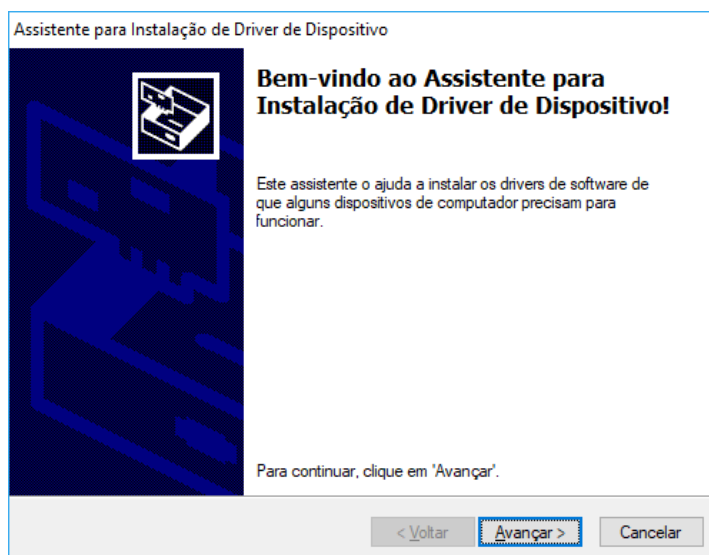 Assistente para Instalação de Driver de Dispositivo
Bem-vindo ao Assistente para
Instalação de Driver de Dispositivo!
Este assistente o ajuda a instalar os drivers de software de
que alguns dispositivos de computador precisam para
funcionar.
Para continuar, clique em 'Avançar'.
< Voltar
Avançar >
Cancelar